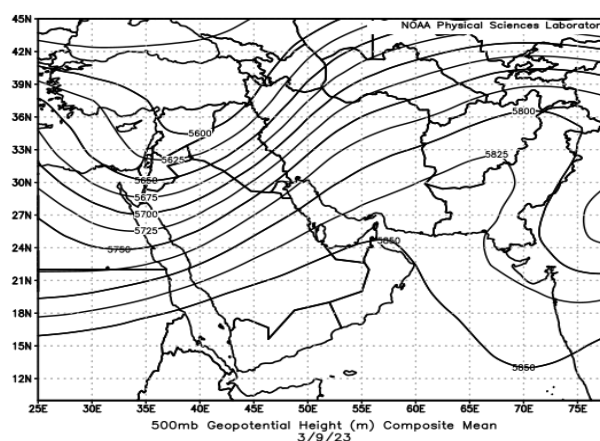 NOAA Physical Sciences Laborator
45N
42N
39N
36N
33N
30N
27N
24N
21N
18N
15N
12N
5600
5625
5650
5675
5700
5725
5750
5800
5825
5850
5850
25E 30E 35E 40E 45E 50E 55E 60E 65E 70E 75E
500mb Geopotential Height (m) Composite Mean
3/9/23